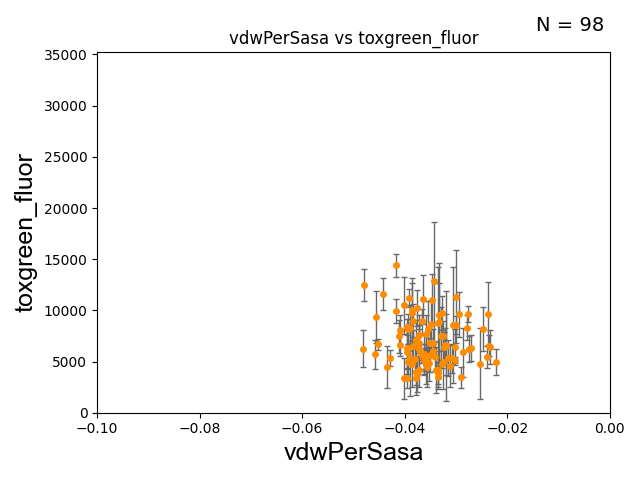 N = 98
vdwPerSasa vs toxgreen_fluor
35000
30000
25000
20000
15000
10000
5000
0
toxgreen_fluor
−0.10 −0.08 −0.06 −0.04 −0.02 0.00
vdwPerSasa